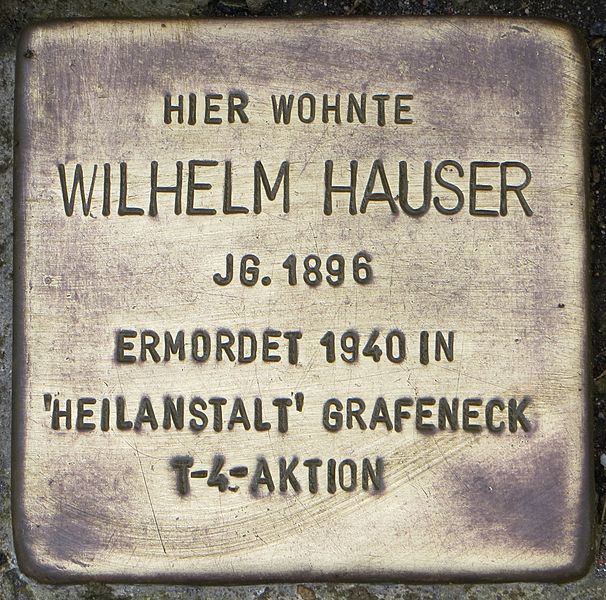 HIER WOHNTE
WILHELM HAUSER
JG. 1896
ERMORDET 1940 IN
'HEILANSTALT' GRAFENECK
T-4-AKTION